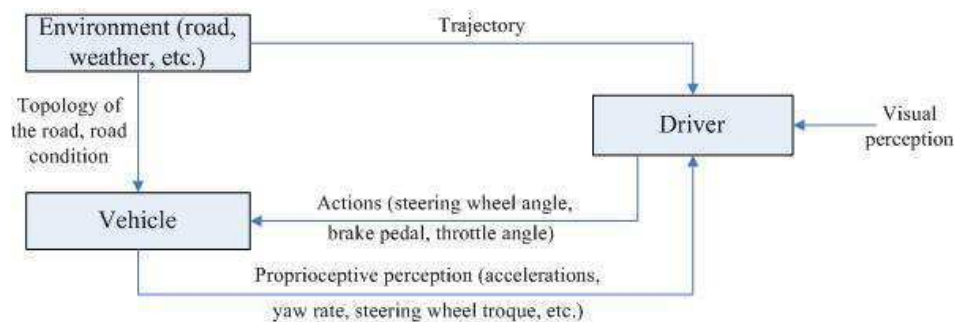 Environment (road,
weather, etc.)
Trajectory
Topology of
the road, road
condition
Driver
Visual
perception
Vehicle
Actions (steering wheel angle,
brake pedal, throttle angle)
Proprioceptive perception (accelerations,
yaw rate, steering wheel troque, etc.)